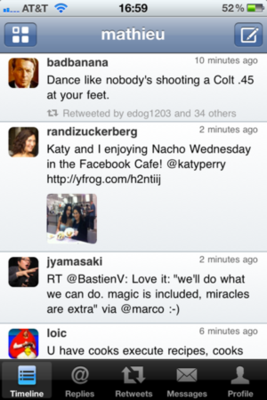 AT&T 16:59 52%
mathieu
badbanana 10 minutes ago
Dance like nobody's shooting a Colt .45
at your feet.
Retweeted by edog1203 and 34 others
randizuckerberg 2 minutes ago
Katy and I enjoying Nacho Wednesday
in the Facebook Cafe! @katyperry
http://yfrog.com/h2ntiij
jyamasaki 2 minutes ago
RT @BastienV: Love it: "we'll do what
we can do. magic is included, miracles
are extra" via @marco :-)
loic 6 minutes ago
U have cooks execute recipes, cooks
Timeline Replies Retweets Messages Profile